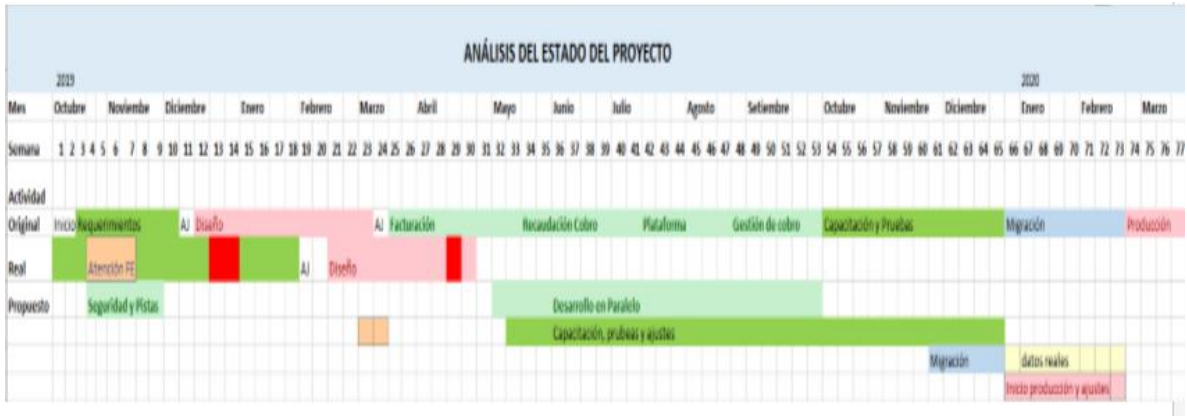 ANÁLISIS DEL ESTADO DEL PROYECTO
2019 2020
Mes Octubre Noviembre Diciembre Enero Febrero Marzo Abril Mayo Junio Julio Agosto Setiembre Octubre Noviembre Diciembre Enero Febrero Marzo
Semana 1 2 3 4 5 6 7 8 9 10 11 12 13 14 15 16 17 18 19 20 21 22 23 24 25 26 27 28 29 30 31 32 33 34 35 36 37 38 39 40 41 42 43 44 45 46 47 48 49 50 51 52 53 54 55 56 57 58 59 60 61 62 63 64 65 66 67 68 69 70 71 72 73 74 75 76 77
Actividad
Original Inicio Requerimientos AJ Diseño AJ Facturación Recaudación Cobro Plataforma Gestión de cobro Capacitación y Pruebas Migración Producción
Real Atención FE AJ Diseño
Propuesto Seguridad y Pistas Desarrollo en Paralelo
Capacitación, prubeas y ajustes
Migración datos reales
Inicio producción y ajustes